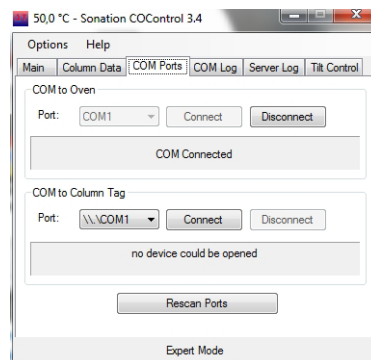 50,0 °C - Sonation COControl 3.4
Options Help
Main Column Data COM Ports COM Log Server Log Tilt Control
COM to Oven
Port: COM1 Connect Disconnect
COM Connected
COM to Column Tag
Port: \\.\COM1 Connect Disconnect
no device could be opened
Rescan Ports
Expert Mode